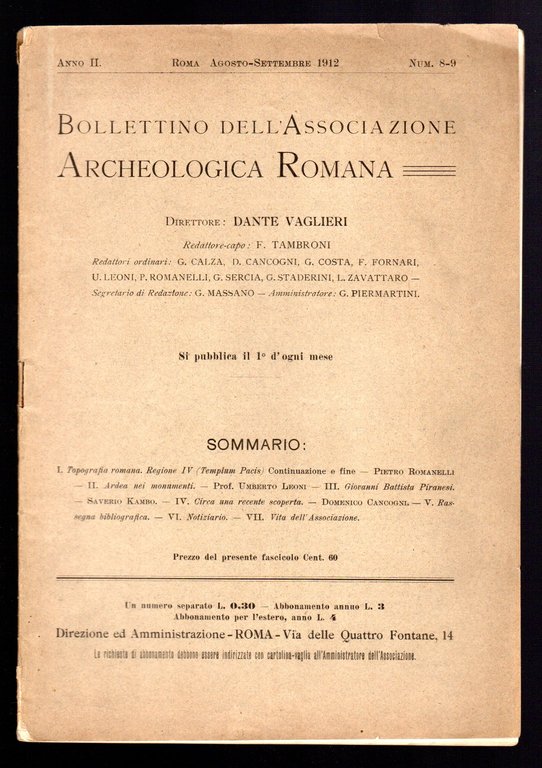 ANNO II. ROMA AGOSTO-SETTEMBRE 1912 NUM. 8-9
BOLLETTINO DELL'ASSOCIAZIONE
ARCHEOLOGICA ROMANA
DIRETTORE: DANTE VAGLIERI
Redattore-capo: F. TAMBRONI
Redattori ordinari: G. CALZA, D. CANCOGNI, G. COSTA, F. FORNARI,
U. LEONI, P. ROMANELLI, G. SERCIA, G. STADERINI, L. ZAVATTARO —
Segretario di Redazione: G. MASSANO — Amministratore: G. PIERMARTINI.
Si pubblica il 1° d'ogni mese
SOMMARIO:
I. Topografia romana. Regione IV (Templum Pacis) Continuazione e fine — PIETRO ROMANELLI
— II. Ardea nei monumenti. — Prof. UMBERTO LEONI — III. Giovanni Battista Piranesi.
— SAVERIO KAMBO. — IV. Circa una recente scoperta. — DOMENICO CANCOGNI. — V. Ras-
segna bibliografica. — VI. Notiziario. — VII. Vita dell'Associazione.
Prezzo del presente fascicolo Cent. 60
Un numero separato L. 0.30 — Abbonamento annuo L. 3
Abbonamento per l'estero, anno L. 4
Direzione ed Amministrazione - ROMA - Via delle Quattro Fontane, 14
Le richieste di abbonamento debbono essere indirizzate con cartolina-vaglia all'Amministratore dell'Associazione.